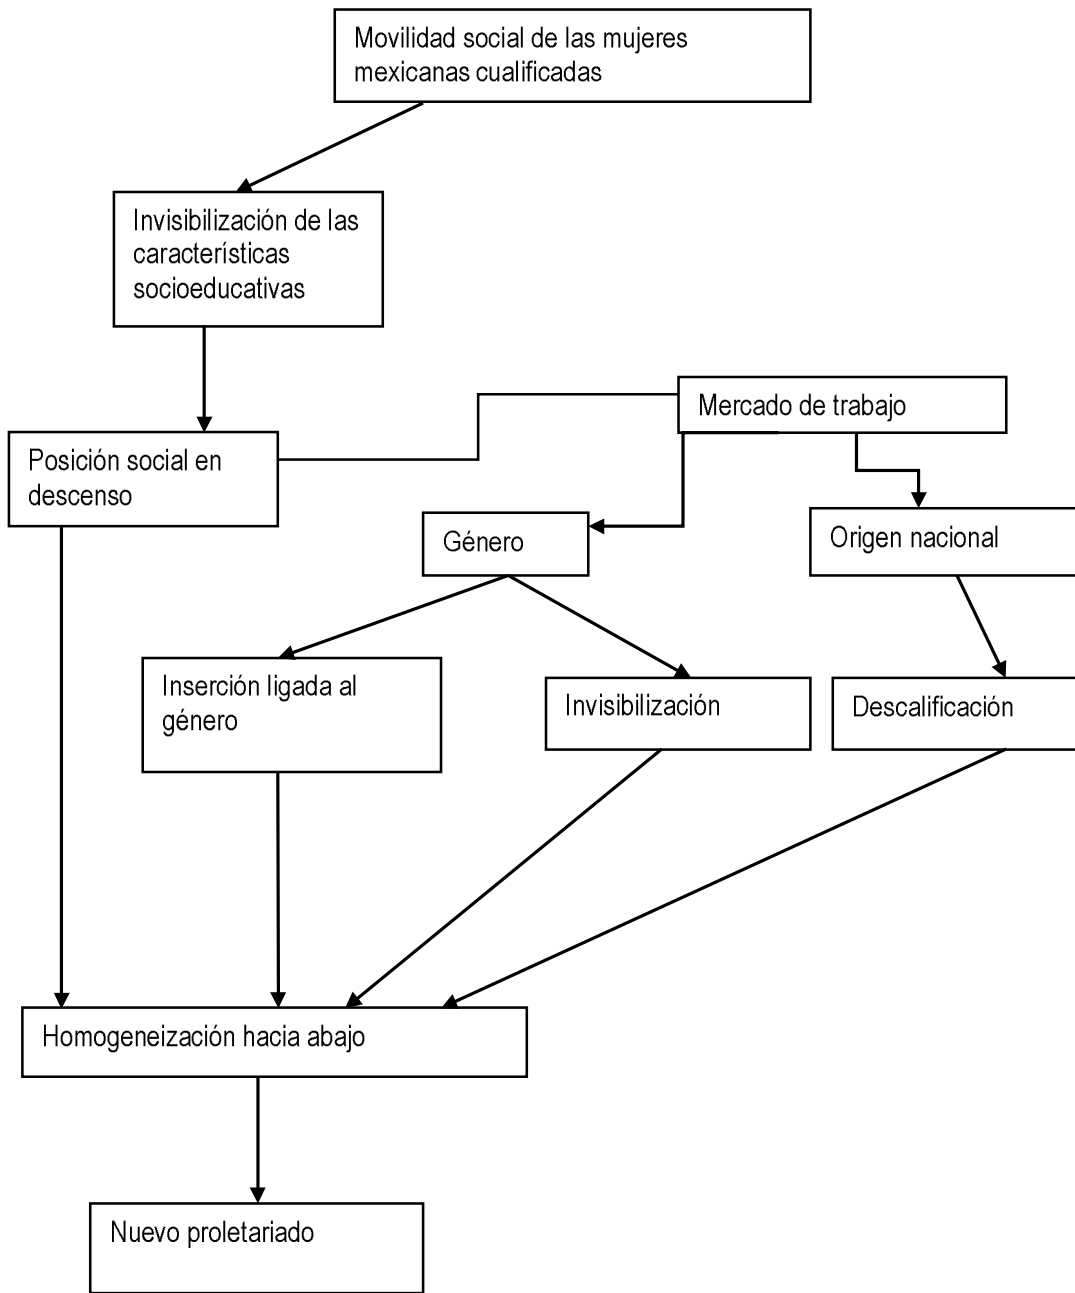 Movilidad social de las mujeres
mexicanas cualificadas
Invisibilización de las
características
socioeducativas
Mercado de trabajo
Posición social en
descenso
Género
Origen nacional
Inserción ligada al
género
Invisibilización
Descalificación
Homogeneización hacia abajo
Nuevo proletariado